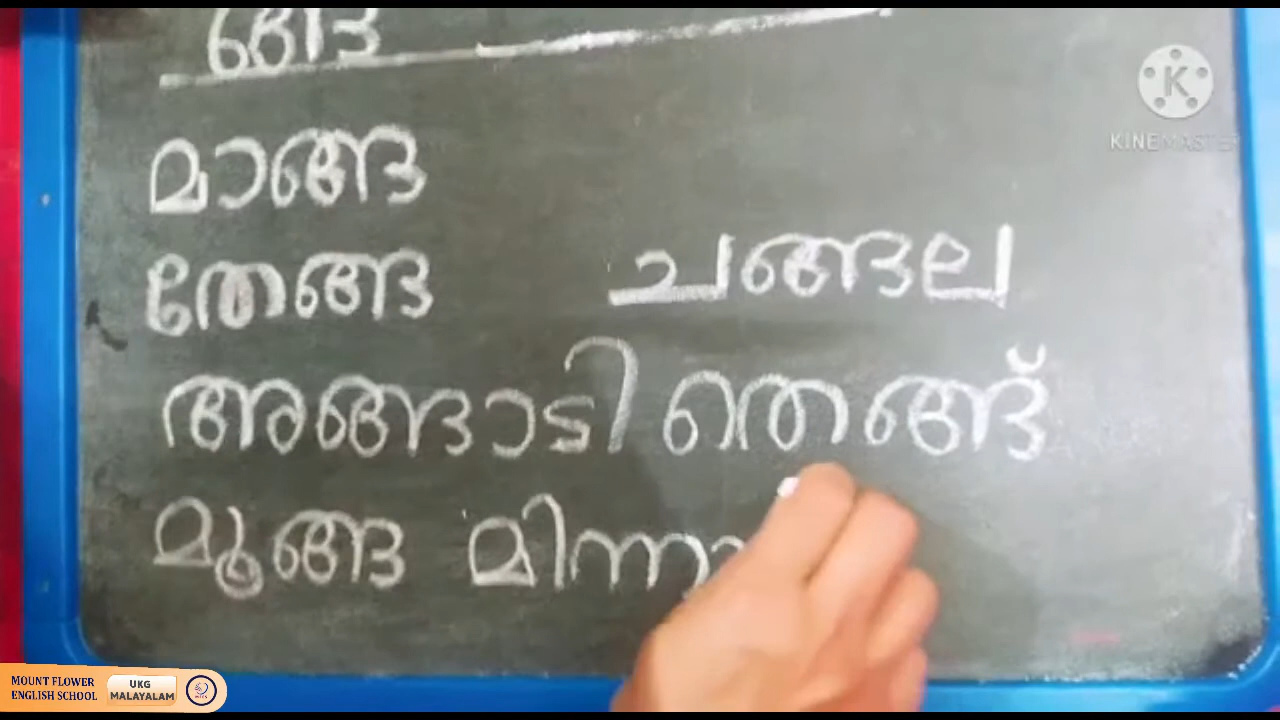 ങ്ങ
KINEMASTER
മാങ്ങ
തേങ്ങ ചങ്ങല
അങ്ങാടി തെങ്ങ്
മൂങ്ങ
MOUNT FLOWER
ENGLISH SCHOOL
UKG
MALAYALAM